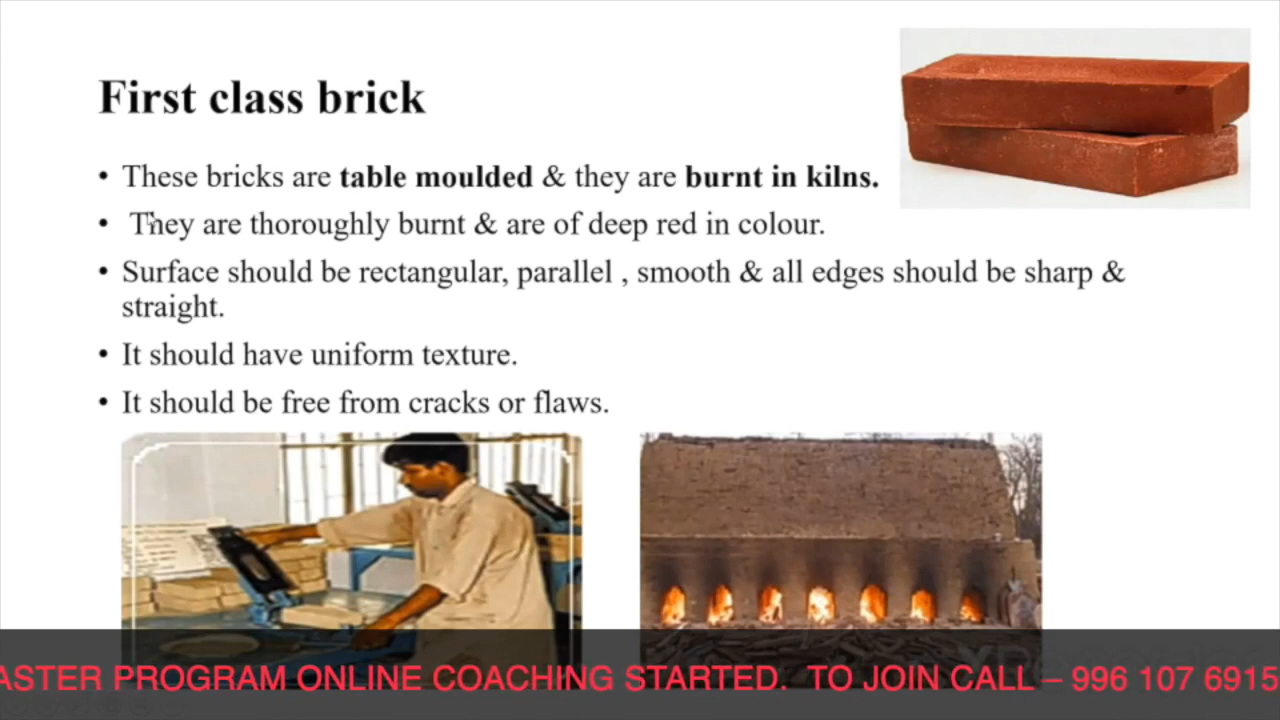 First class brick
• These bricks are table moulded & they are burnt in kilns.
• They are thoroughly burnt & are of deep red in colour.
• Surface should be rectangular, parallel , smooth & all edges should be sharp &
straight.
• It should have uniform texture.
• It should be free from cracks or flaws.
ASTER PROGRAM ONLINE COACHING STARTED. TO JOIN CALL – 996 107 6915